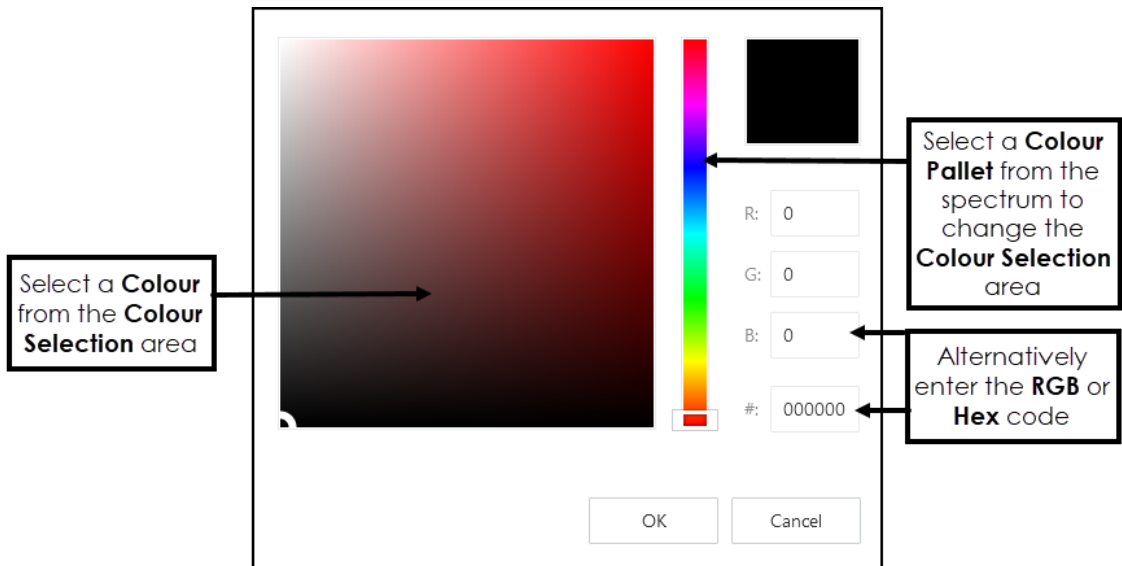 Select a Colour
from the Colour
Selection area
R: 0
G: 0
B: 0
#: 000000
OK
Cancel
Select a Colour
Pallet from the
spectrum to
change the
Colour Selection
area
Alternatively
enter the RGB or
Hex code